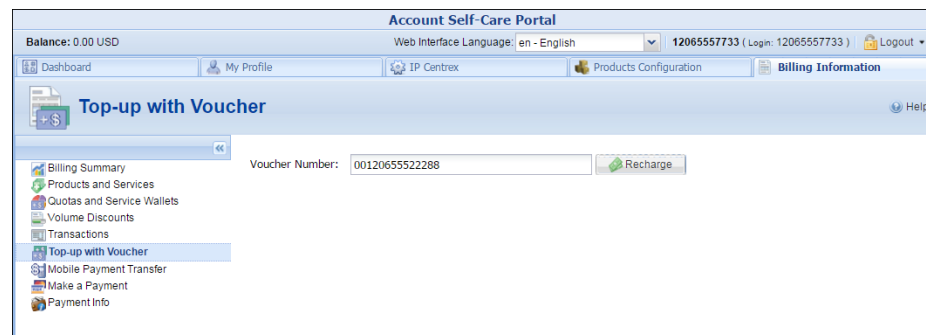 Account Self-Care Portal
Balance: 0.00 USD Web Interface Language: en - English 12065557733 ( Login: 12065557733 ) Logout
Dashboard My Profile IP Centrex Products Configuration Billing Information
Top-up with Voucher Help
Voucher Number: 00120655522288 Recharge
Billing Summary
Products and Services
Quotas and Service Wallets
Volume Discounts
Transactions
Top-up with Voucher
Mobile Payment Transfer
Make a Payment
Payment Info